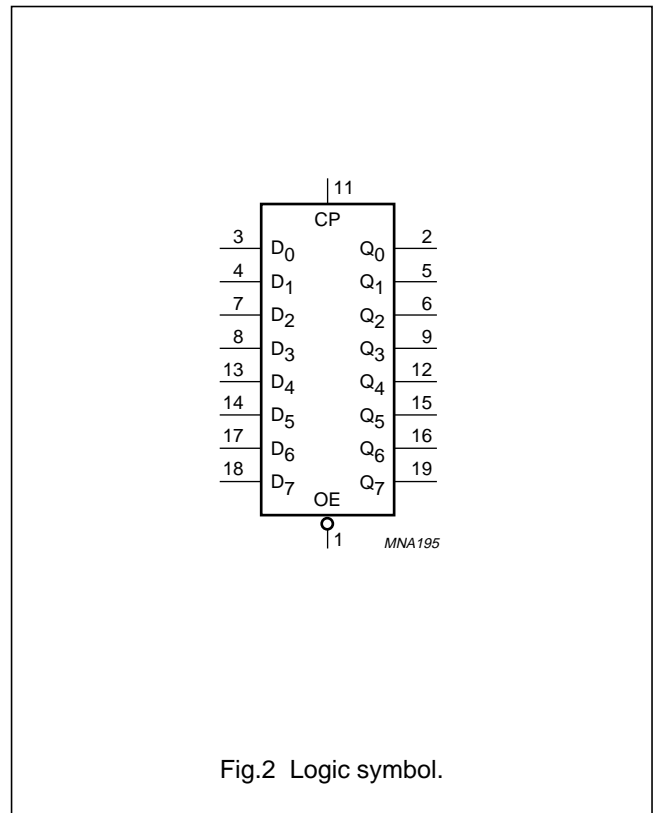 11
CP
3 D0 Q0 2
4 D1 Q1 5
7 D2 Q2 6
8 D3 Q3 9
13 D4 Q4 12
14 D5 Q5 15
17 D6 Q6 16
18 D7 Q7 19
OE
1 MNA195
Fig.2 Logic symbol.